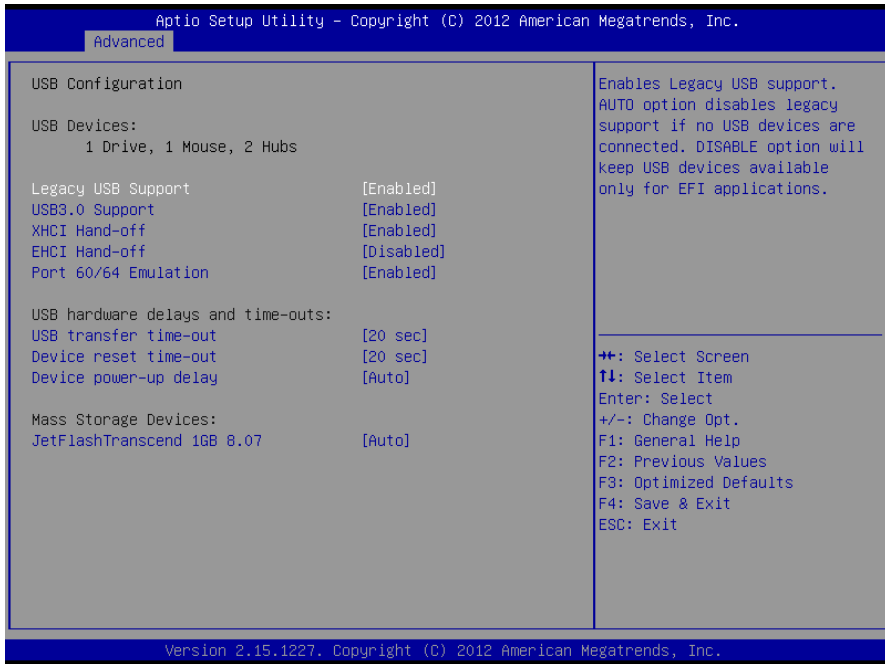 Aptio Setup Utility – Copyright (C) 2012 American Megatrends, Inc.
Advanced
USB Configuration
USB Devices:
1 Drive, 1 Mouse, 2 Hubs
Legacy USB Support [Enabled]
USB3.0 Support [Enabled]
XHCI Hand-off [Enabled]
EHCI Hand-off [Disabled]
Port 60/64 Emulation [Enabled]
USB hardware delays and time-outs:
USB transfer time-out [20 sec]
Device reset time-out [20 sec]
Device power-up delay [Auto]
Mass Storage Devices:
JetFlashTranscend 1GB 8.07 [Auto]
Enables Legacy USB support.
AUTO option disables legacy
support if no USB devices are
connected. DISABLE option will
keep USB devices available
only for EFI applications.
→←: Select Screen
↑↓: Select Item
Enter: Select
+/-: Change Opt.
F1: General Help
F2: Previous Values
F3: Optimized Defaults
F4: Save & Exit
ESC: Exit
Version 2.15.1227. Copyright (C) 2012 American Megatrends, Inc.